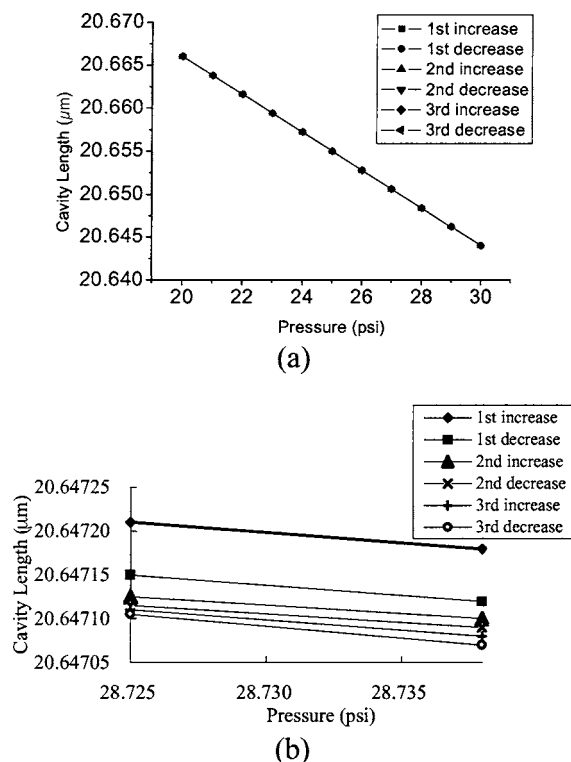 20.670
20.665
20.660
20.655
20.650
20.645
20.640
Cavity Length (μm)
1st increase
1st decrease
2nd increase
2nd decrease
3rd increase
3rd decrease
20 22 24 26 28 30
Pressure (psi)
(a)
1st increase
1st decrease
2nd increase
2nd decrease
3rd increase
3rd decrease
20.64725
20.64720
20.64715
20.64710
20.64705
Cavity Length (μm)
28.725 28.730 28.735
Pressure (psi)
(b)